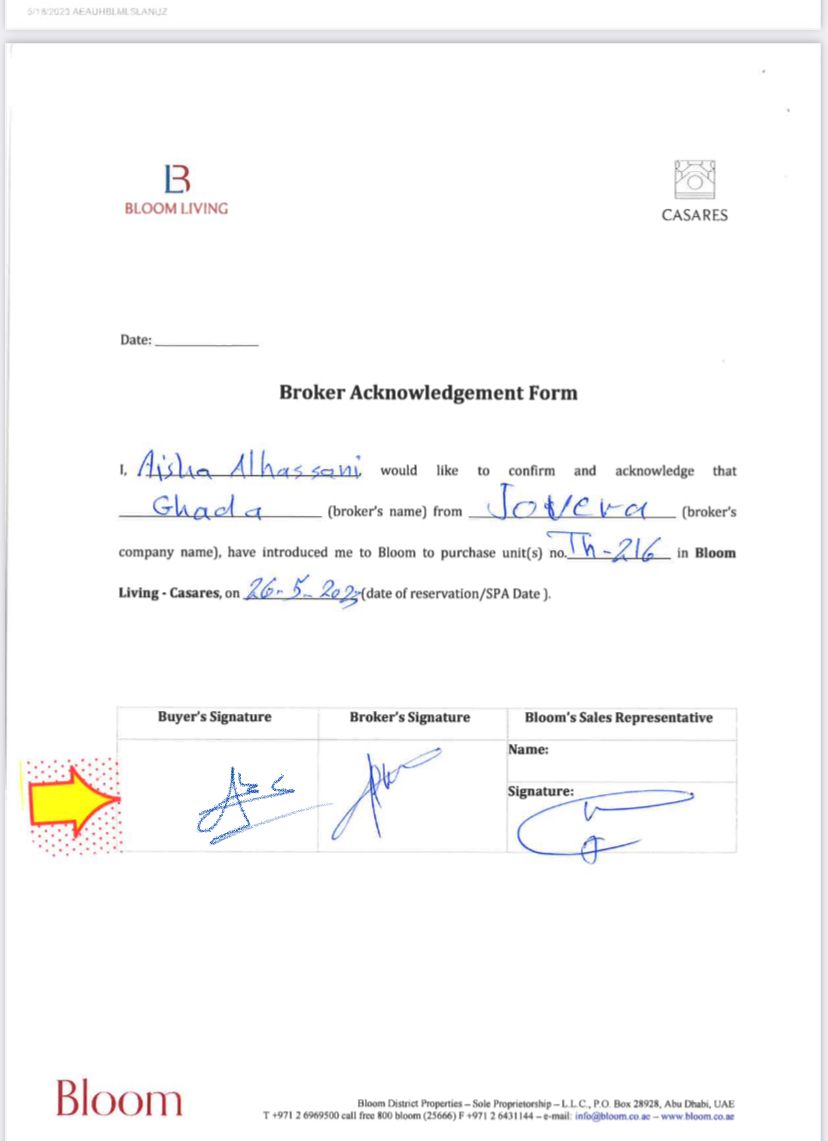 5/18/2023 AEAUHBLMLSLANUZ
BLOOM LIVING
CASARES
Date:
Broker Acknowledgement Form
I, Aisha Alhassani would like to confirm and acknowledge that
Ghada (broker's name) from Jovera (broker's
company name), have introduced me to Bloom to purchase unit(s) no. Th-216 in Bloom
Living - Casares, on 26-5-2023 (date of reservation/SPA Date ).
Buyer's Signature Broker's Signature Bloom's Sales Representative
Name:
Signature:
Bloom
Bloom District Properties – Sole Proprietorship – L.L.C., P.O. Box 28928, Abu Dhabi, UAE
T +971 2 6969500 call free 800 bloom (25666) F +971 2 6431144 – e-mail: info@bloom.co.ae – www.bloom.co.ae